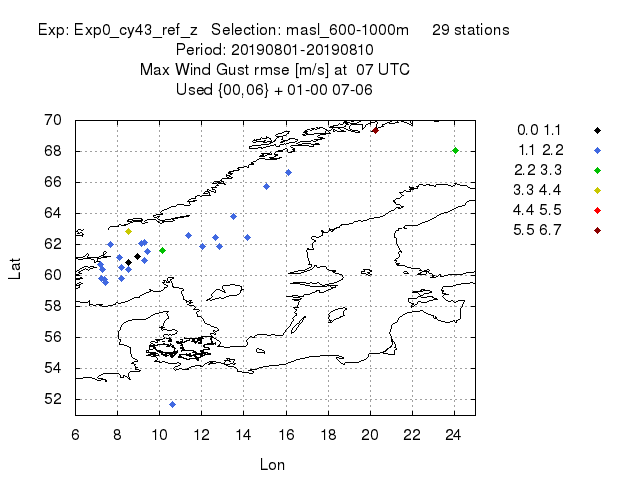 Exp: Exp0_cy43_ref_z   Selection: masl_600-1000m     29 stations
Period: 20190801-20190810
Max Wind Gust rmse [m/s] at  07 UTC
Used {00,06} + 01-00 07-06
70
68
66
64
62
60
58
56
54
52
Lat
6 8 10 12 14 16 18 20 22 24
Lon
0.0 1.1
1.1 2.2
2.2 3.3
3.3 4.4
4.4 5.5
5.5 6.7